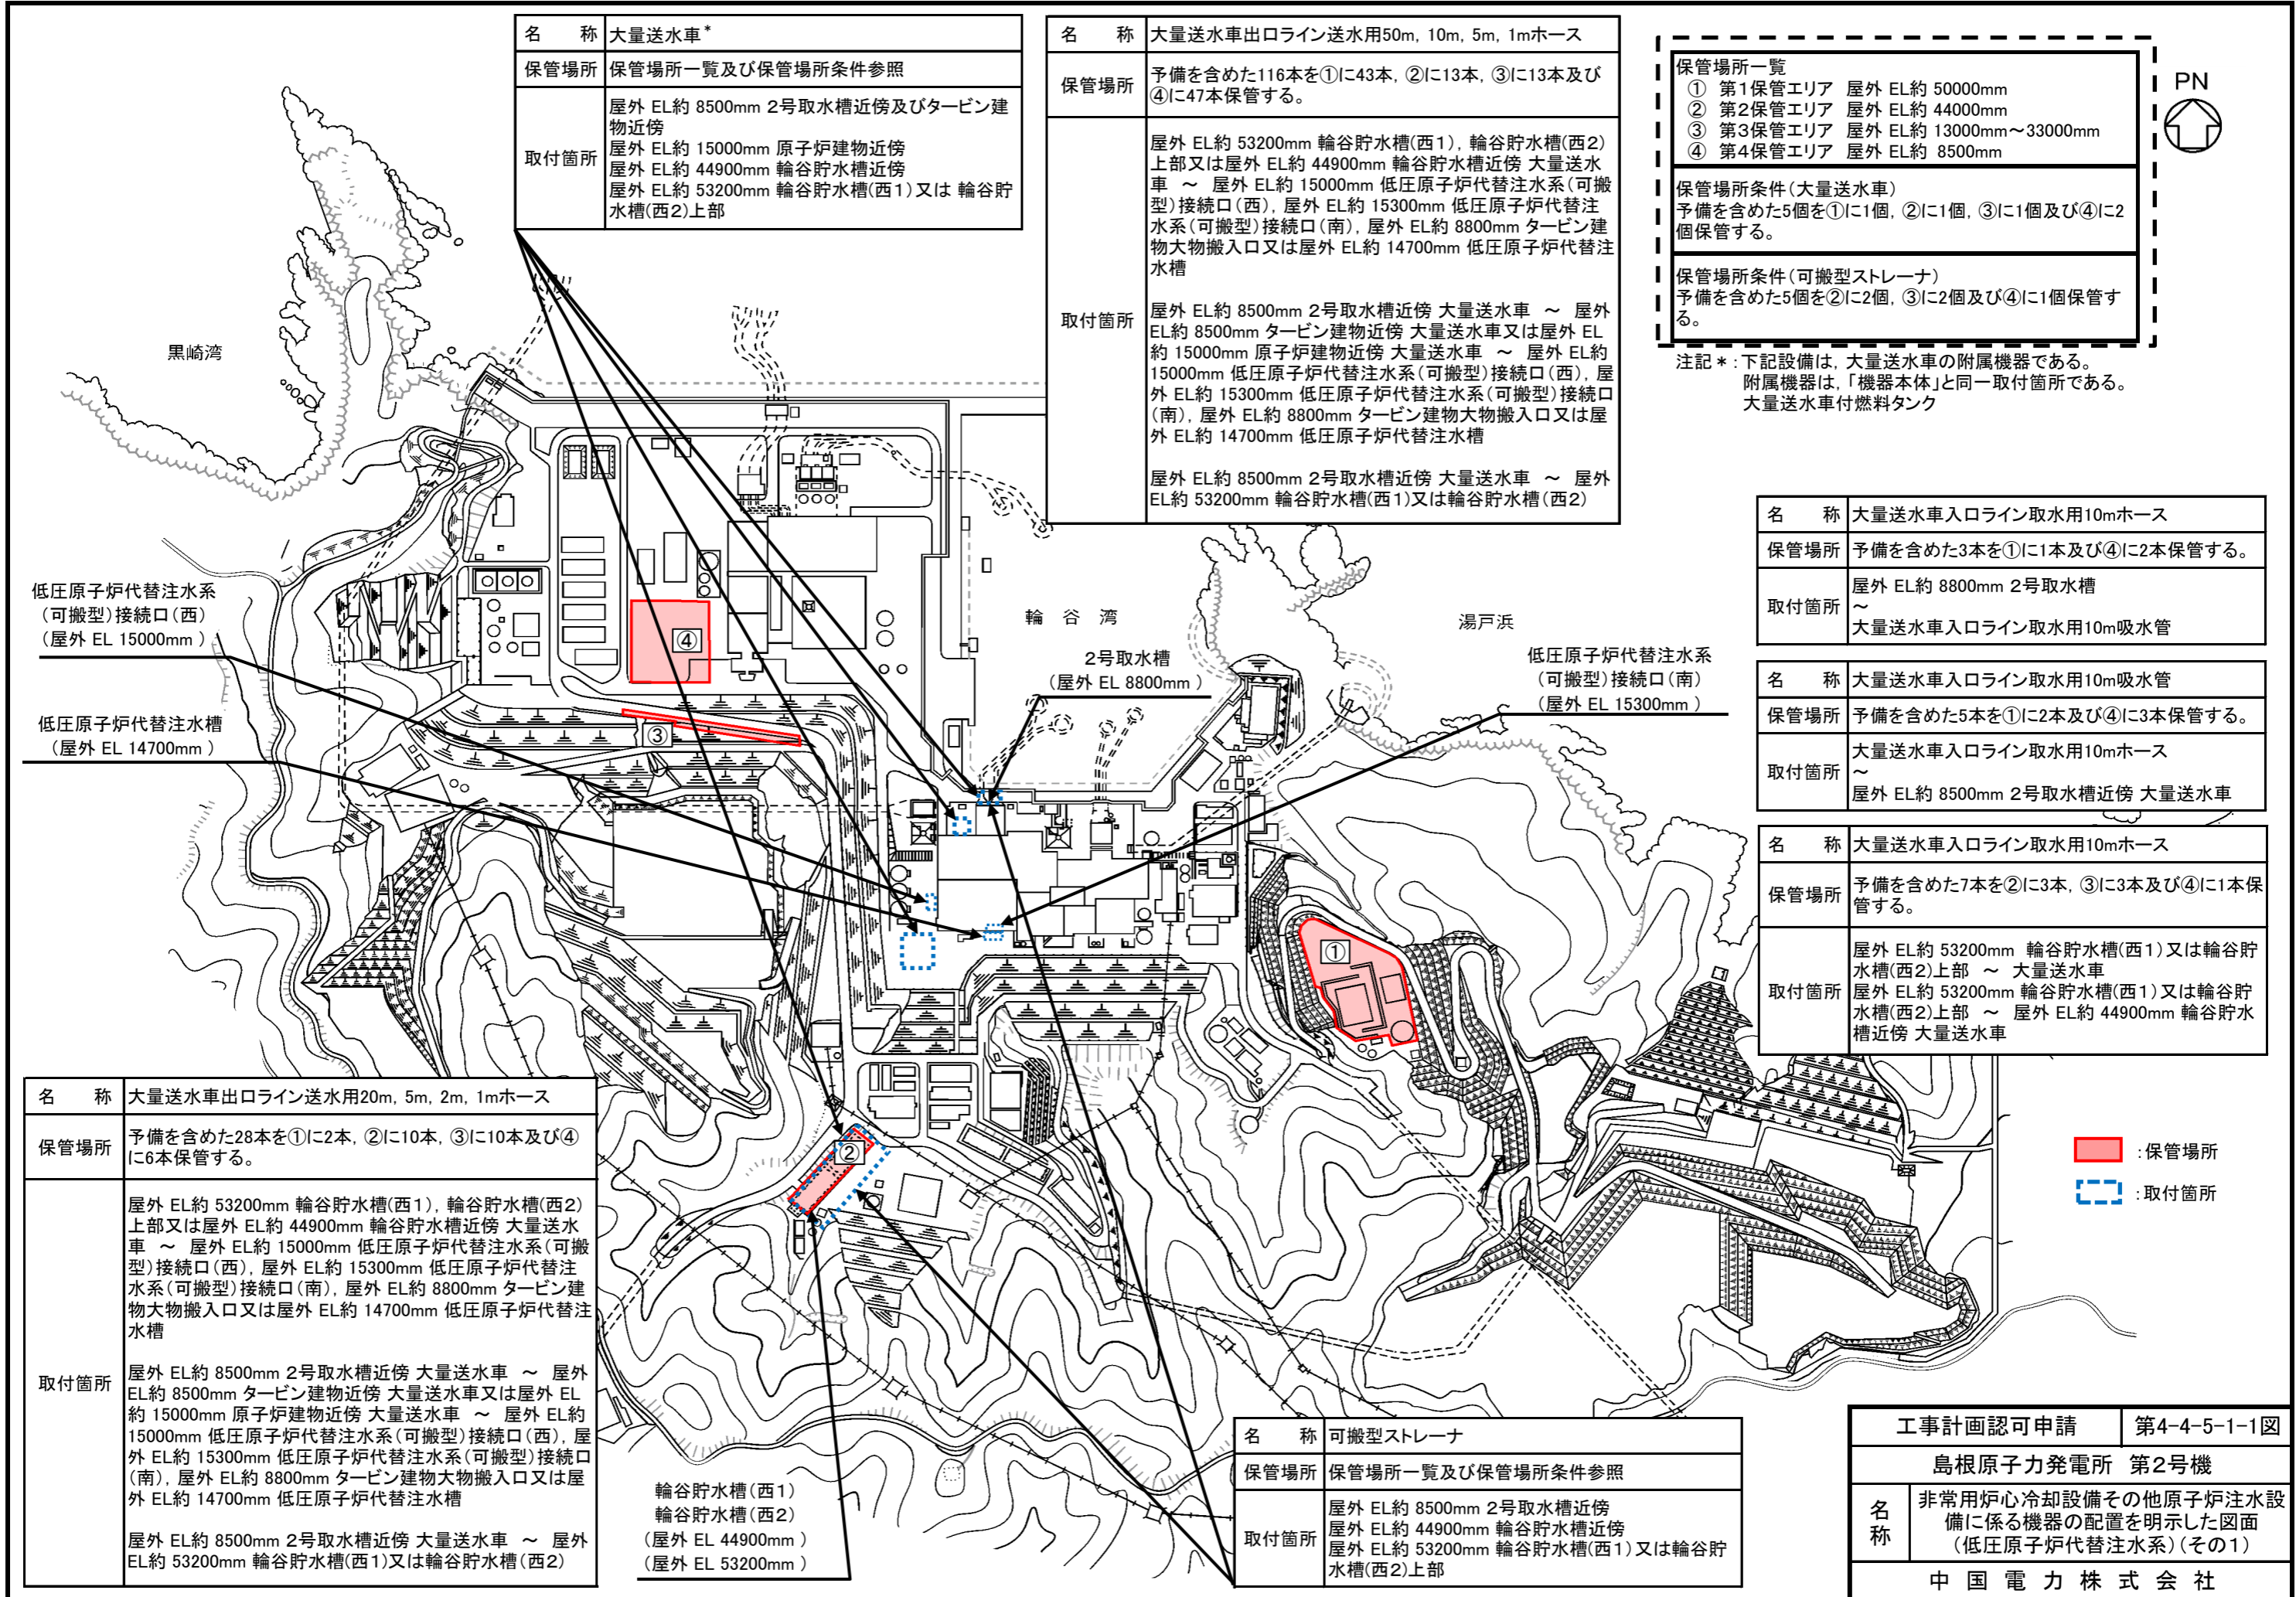 名　称 大量送水車*
保管場所 保管場所一覧及び保管場所条件参照
取付箇所
屋外 EL約 8500mm 2号取水槽近傍及びタービン建
物近傍
屋外 EL約 15000mm 原子炉建物近傍
屋外 EL約 44900mm 輪谷貯水槽近傍
屋外 EL約 53200mm 輪谷貯水槽(西1)又は 輪谷貯
水槽(西2)上部
名　称 大量送水車出口ライン送水用50m, 10m, 5m, 1mホース
保管場所
予備を含めた116本を①に43本, ②に13本, ③に13本及び
④に47本保管する。
取付箇所
屋外 EL約 53200mm 輪谷貯水槽(西1), 輪谷貯水槽(西2)
上部又は屋外 EL約 44900mm 輪谷貯水槽近傍 大量送水
車 ～ 屋外 EL約 15000mm 低圧原子炉代替注水系(可搬
型)接続口(西), 屋外 EL約 15300mm 低圧原子炉代替注
水系(可搬型)接続口(南), 屋外 EL約 8800mm タービン建
物大物搬入口又は屋外 EL約 14700mm 低圧原子炉代替注
水槽
屋外 EL約 8500mm 2号取水槽近傍 大量送水車 ～ 屋外
EL約 8500mm タービン建物近傍 大量送水車又は屋外 EL
約 15000mm 原子炉建物近傍 大量送水車 ～ 屋外 EL約
15000mm 低圧原子炉代替注水系(可搬型)接続口(西), 屋
外 EL約 15300mm 低圧原子炉代替注水系(可搬型)接続口
(南), 屋外 EL約 8800mm タービン建物大物搬入口又は屋
外 EL約 14700mm 低圧原子炉代替注水槽
屋外 EL約 8500mm 2号取水槽近傍 大量送水車 ～ 屋外
EL約 53200mm 輪谷貯水槽(西1)又は輪谷貯水槽(西2)
保管場所一覧
① 第1保管エリア 屋外 EL約 50000mm
② 第2保管エリア 屋外 EL約 44000mm
③ 第3保管エリア 屋外 EL約 13000mm～33000mm
④ 第4保管エリア 屋外 EL約 8500mm
保管場所条件(大量送水車)
予備を含めた5個を①に1個, ②に1個, ③に1個及び④に2
個保管する。
保管場所条件(可搬型ストレーナ)
予備を含めた5個を②に2個, ③に2個及び④に1個保管す
る。
PN
注記*：下記設備は, 大量送水車の附属機器である。
附属機器は,「機器本体」と同一取付箇所である。
大量送水車付燃料タンク
名　称 大量送水車入口ライン取水用10mホース
保管場所 予備を含めた3本を①に1本及び④に2本保管する。
取付箇所
屋外 EL約 8800mm 2号取水槽
～
大量送水車入口ライン取水用10m吸水管
名　称 大量送水車入口ライン取水用10m吸水管
保管場所 予備を含めた5本を①に2本及び④に3本保管する。
取付箇所
大量送水車入口ライン取水用10mホース
～
屋外 EL約 8500mm 2号取水槽近傍 大量送水車
名　称 大量送水車入口ライン取水用10mホース
保管場所
予備を含めた7本を②に3本, ③に3本及び④に1本保
管する。
取付箇所
屋外 EL約 53200mm 輪谷貯水槽(西1)又は輪谷貯
水槽(西2)上部 ～ 大量送水車
屋外 EL約 53200mm 輪谷貯水槽(西1)又は輪谷貯
水槽(西2)上部 ～ 屋外 EL約 44900mm 輪谷貯水
槽近傍 大量送水車
黒崎湾
輪谷湾
湯戸浜
低圧原子炉代替注水系
(可搬型)接続口(西)
(屋外 EL 15000mm )
低圧原子炉代替注水槽
(屋外 EL 14700mm )
2号取水槽
(屋外 EL 8800mm )
低圧原子炉代替注水系
(可搬型)接続口(南)
(屋外 EL 15300mm )
④
③
①
②
：保管場所
：取付箇所
名　称 大量送水車出口ライン送水用20m, 5m, 2m, 1mホース
保管場所
予備を含めた28本を①に2本, ②に10本, ③に10本及び④
に6本保管する。
取付箇所
屋外 EL約 53200mm 輪谷貯水槽(西1), 輪谷貯水槽(西2)
上部又は屋外 EL約 44900mm 輪谷貯水槽近傍 大量送水
車 ～ 屋外 EL約 15000mm 低圧原子炉代替注水系(可搬
型)接続口(西), 屋外 EL約 15300mm 低圧原子炉代替注
水系(可搬型)接続口(南), 屋外 EL約 8800mm タービン建
物大物搬入口又は屋外 EL約 14700mm 低圧原子炉代替注
水槽
屋外 EL約 8500mm 2号取水槽近傍 大量送水車 ～ 屋外
EL約 8500mm タービン建物近傍 大量送水車又は屋外 EL
約 15000mm 原子炉建物近傍 大量送水車 ～ 屋外 EL約
15000mm 低圧原子炉代替注水系(可搬型)接続口(西), 屋
外 EL約 15300mm 低圧原子炉代替注水系(可搬型)接続口
(南), 屋外 EL約 8800mm タービン建物大物搬入口又は屋
外 EL約 14700mm 低圧原子炉代替注水槽
屋外 EL約 8500mm 2号取水槽近傍 大量送水車 ～ 屋外
EL約 53200mm 輪谷貯水槽(西1)又は輪谷貯水槽(西2)
輪谷貯水槽(西1)
輪谷貯水槽(西2)
(屋外 EL 44900mm )
(屋外 EL 53200mm )
名　称 可搬型ストレーナ
保管場所 保管場所一覧及び保管場所条件参照
取付箇所
屋外 EL約 8500mm 2号取水槽近傍
屋外 EL約 44900mm 輪谷貯水槽近傍
屋外 EL約 53200mm 輪谷貯水槽(西1)又は輪谷貯
水槽(西2)上部
工事計画認可申請 第4-4-5-1-1図
島根原子力発電所 第2号機
名称
非常用炉心冷却設備その他原子炉注水設
備に係る機器の配置を明示した図面
(低圧原子炉代替注水系)(その1)
中国電力株式会社